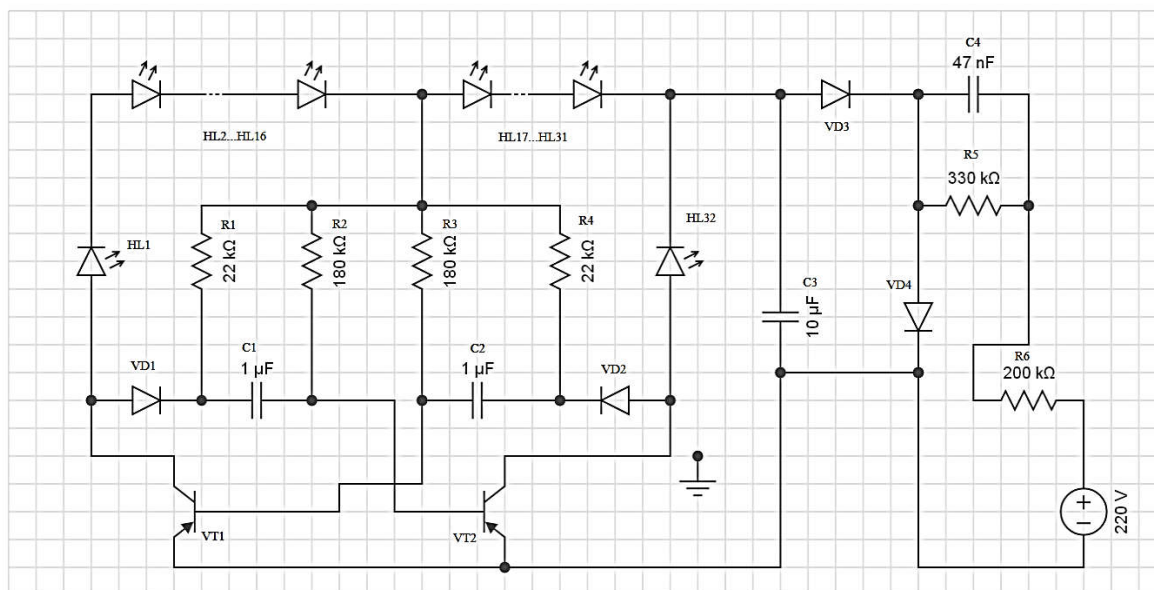 C4
47 nF
VD3
HL2...HL16
HL17...HL31
R5
330 kΩ
R1
22 kΩ
R2
180 kΩ
R3
180 kΩ
R4
22 kΩ
HL1
HL32
C3
10 µF
VD4
VD1
C1
1 µF
C2
1 µF
VD2
R6
200 kΩ
VT1
VT2
220 V